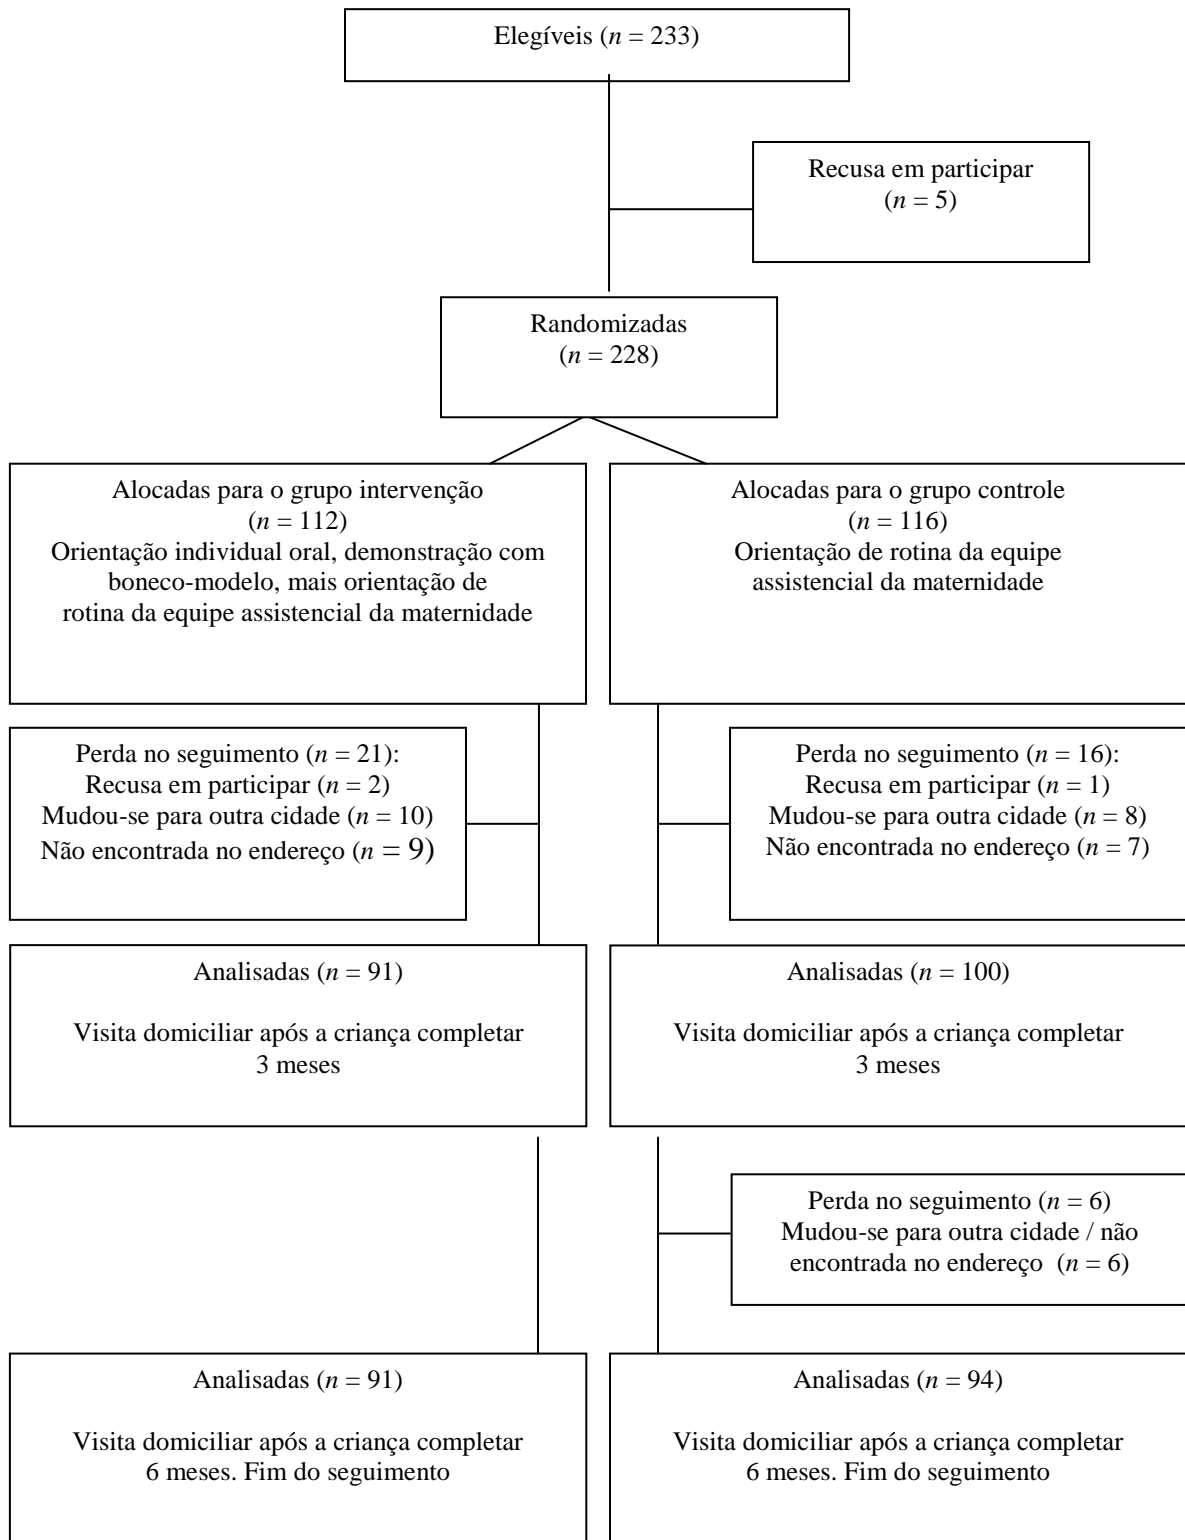 Elegíveis (n = 233)
Recusa em participar
(n = 5)
Randomizadas
(n = 228)
Alocadas para o grupo intervenção
(n = 112)
Orientação individual oral, demonstração com
boneco-modelo, mais orientação de
rotina da equipe assistencial da maternidade
Alocadas para o grupo controle
(n = 116)
Orientação de rotina da equipe
assistencial da maternidade
Perda no seguimento (n = 21):
Recusa em participar (n = 2)
Mudou-se para outra cidade (n = 10)
Não encontrada no endereço (n = 9)
Perda no seguimento (n = 16):
Recusa em participar (n = 1)
Mudou-se para outra cidade (n = 8)
Não encontrada no endereço (n = 7)
Analisadas (n = 91)
Visita domiciliar após a criança completar
3 meses
Analisadas (n = 100)
Visita domiciliar após a criança completar
3 meses
Perda no seguimento (n = 6)
Mudou-se para outra cidade / não
encontrada no endereço (n = 6)
Analisadas (n = 91)
Visita domiciliar após a criança completar
6 meses. Fim do seguimento
Analisadas (n = 94)
Visita domiciliar após a criança completar
6 meses. Fim do seguimento